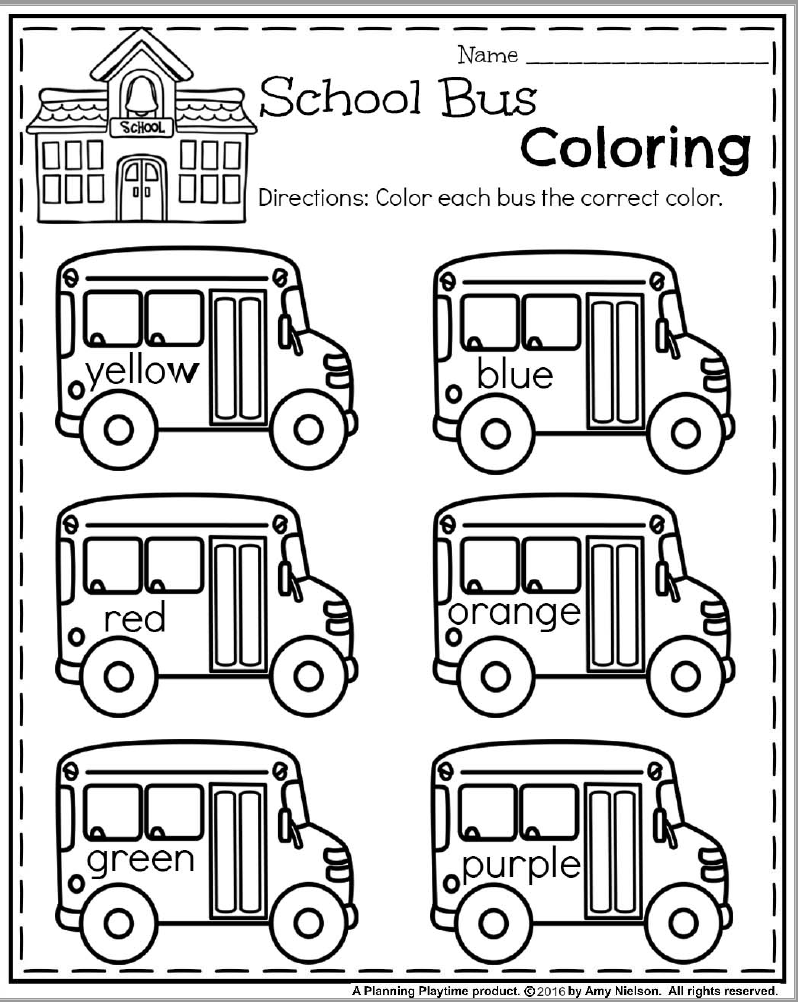 Name
SCHOOL
School Bus
Coloring
Directions: Color each bus the correct color.
yellow
blue
red
orange
green
purple
A Planning Playtime product. ©2016 by Amy Nielson. All rights reserved.